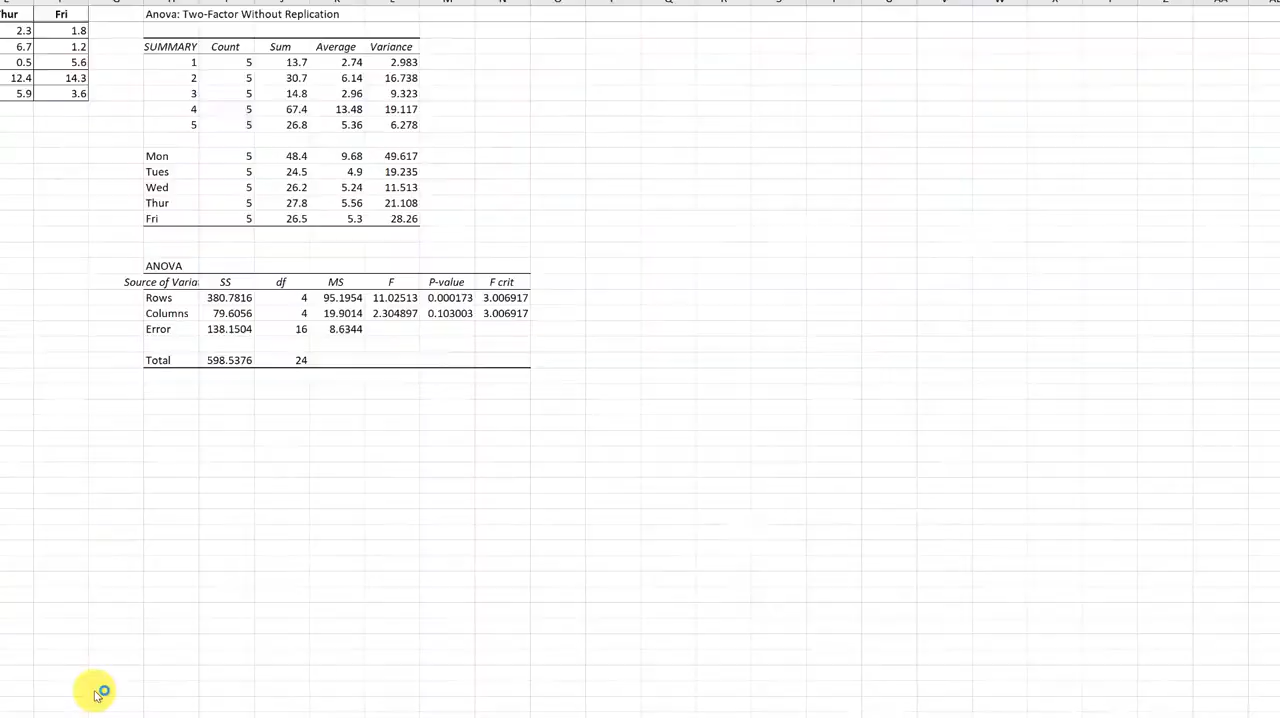 Thur Fri Anova: Two-Factor Without Replication
2.3 1.8
6.7 1.2 SUMMARY Count Sum Average Variance
0.5 5.6 1 5 13.7 2.74 2.983
12.4 14.3 2 5 30.7 6.14 16.738
5.9 3.6 3 5 14.8 2.96 9.323
4 5 67.4 13.48 19.117
5 5 26.8 5.36 6.278
Mon 5 48.4 9.68 49.617
Tues 5 24.5 4.9 19.235
Wed 5 26.2 5.24 11.513
Thur 5 27.8 5.56 21.108
Fri 5 26.5 5.3 28.26
ANOVA
Source of Varia SS df MS F P-value F crit
Rows 380.7816 4 95.1954 11.02513 0.000173 3.006917
Columns 79.6056 4 19.9014 2.304897 0.103003 3.006917
Error 138.1504 16 8.6344
Total 598.5376 24